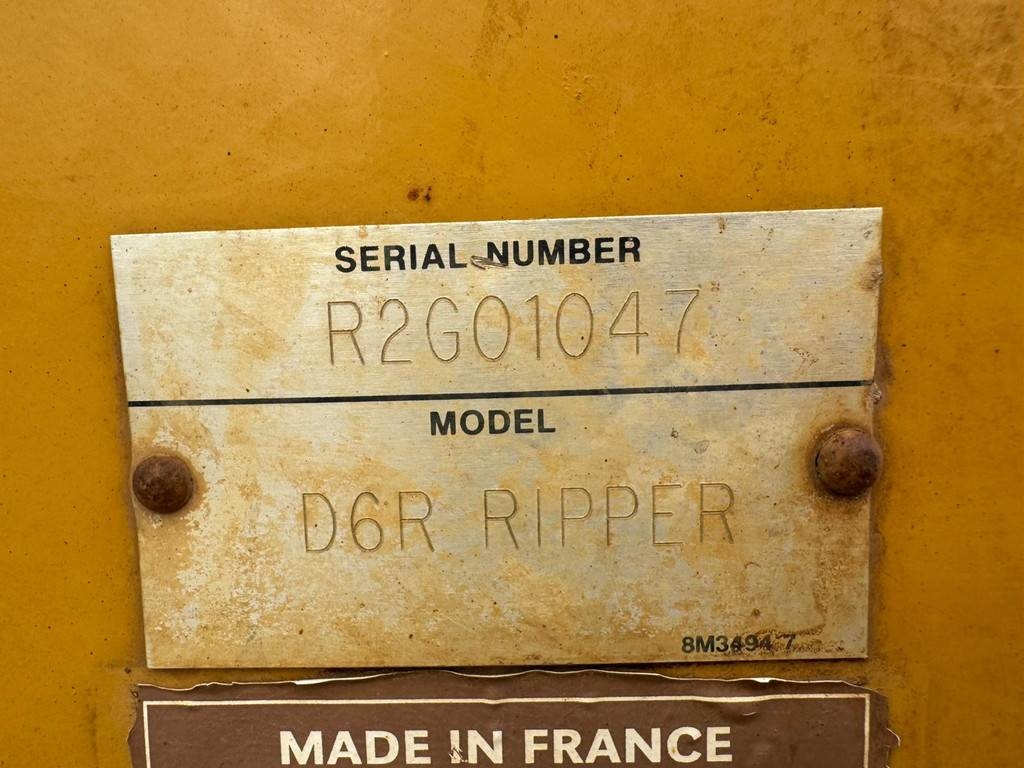 SERIAL NUMBER
R2G01047
MODEL
D6R RIPPER
8M3494 7
MADE IN FRANCE